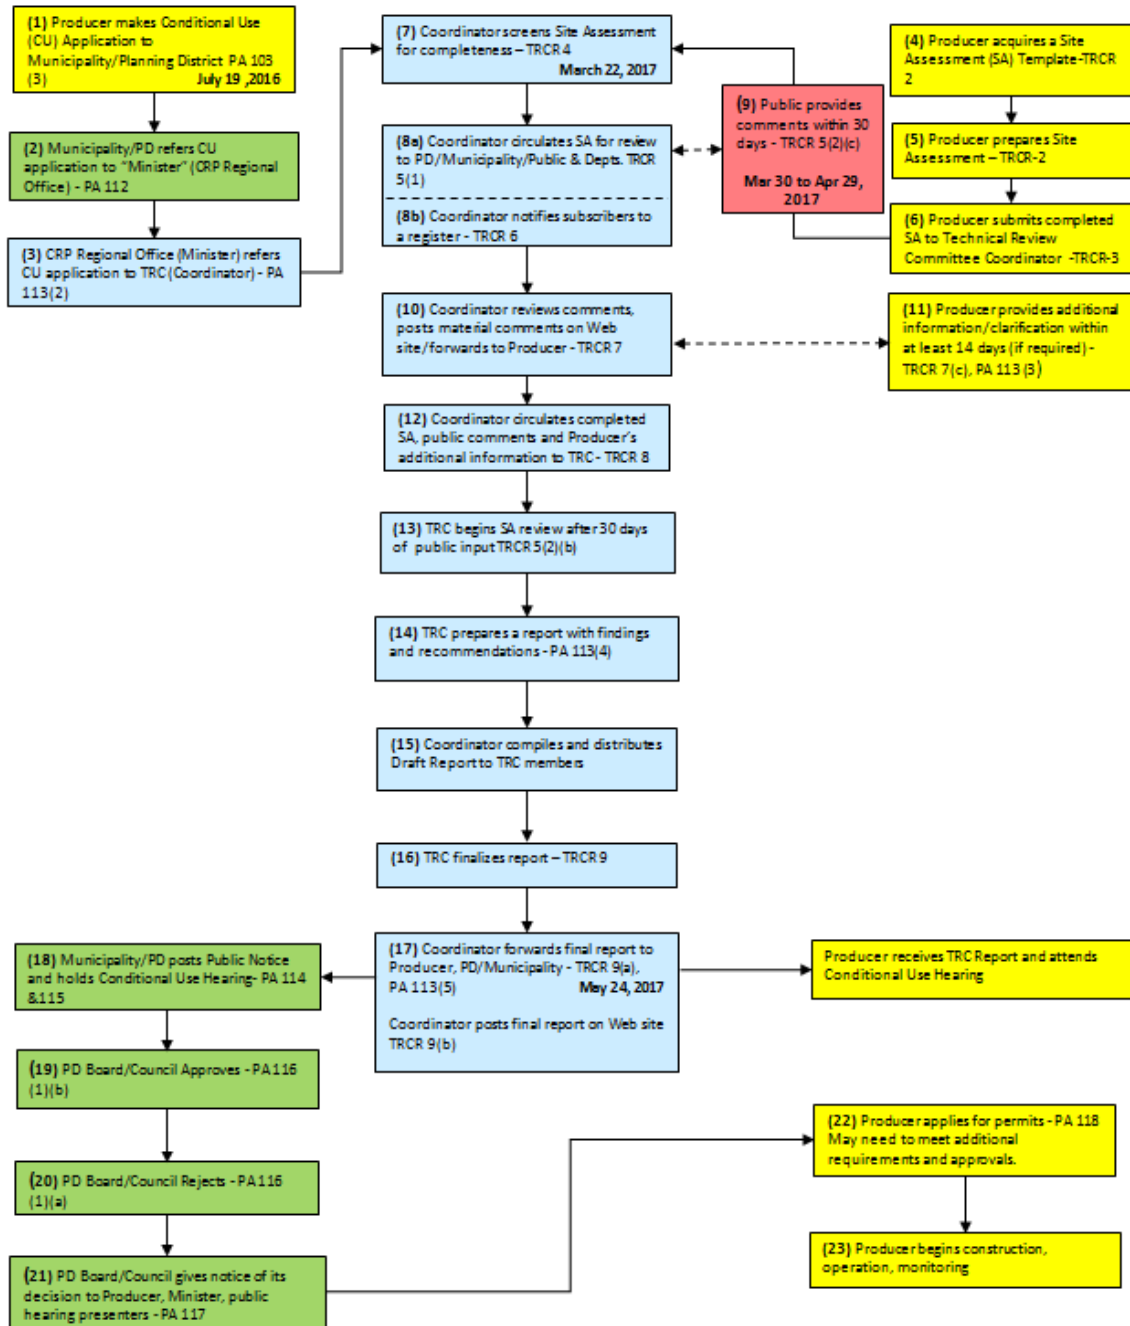 (1) Producer makes Conditional Use
(CU) Application to
Municipality/Planning District PA 103
(3) July 19 ,2016
(2) Municipality/PD refers CU
application to "Minister" (CRP Regional
Office) - PA 112
(3) CRP Regional Office (Minister) refers
CU application to TRC (Coordinator) - PA
113(2)
(4) Producer acquires a Site
Assessment (SA) Template-TRCR
2
(5) Producer prepares Site
Assessment – TRCR-2
(6) Producer submits completed
SA to Technical Review
Committee Coordinator -TRCR-3
(7) Coordinator screens Site Assessment
for completeness – TRCR 4
March 22, 2017
(8a) Coordinator circulates SA for review
to PD/Municipality/Public & Depts. TRCR
5(1)
(8b) Coordinator notifies subscribers to
a register - TRCR 6
(9) Public provides
comments within 30
days - TRCR 5(2)(c)
Mar 30 to Apr 29,
2017
(10) Coordinator reviews comments,
posts material comments on Web
site/forwards to Producer - TRCR 7
(11) Producer provides additional
information/clarification within
at least 14 days (if required) -
TRCR 7(c), PA 113 (3)
(12) Coordinator circulates completed
SA, public comments and Producer's
additional information to TRC - TRCR 8
(13) TRC begins SA review after 30 days
of public input TRCR 5(2)(b)
(14) TRC prepares a report with findings
and recommendations - PA 113(4)
(15) Coordinator compiles and distributes
Draft Report to TRC members
(16) TRC finalizes report – TRCR 9
(17) Coordinator forwards final report to
Producer, PD/Municipality - TRCR 9(a),
PA 113(5) May 24, 2017
Coordinator posts final report on Web site
TRCR 9(b)
Producer receives TRC Report and attends
Conditional Use Hearing
(18) Municipality/PD posts Public Notice
and holds Conditional Use Hearing- PA 114
&115
(19) PD Board/Council Approves - PA 116
(1)(b)
(20) PD Board/Council Rejects - PA 116
(1)(a)
(21) PD Board/Council gives notice of its
decision to Producer, Minister, public
hearing presenters - PA 117
(22) Producer applies for permits - PA 118
May need to meet additional
requirements and approvals.
(23) Producer begins construction,
operation, monitoring